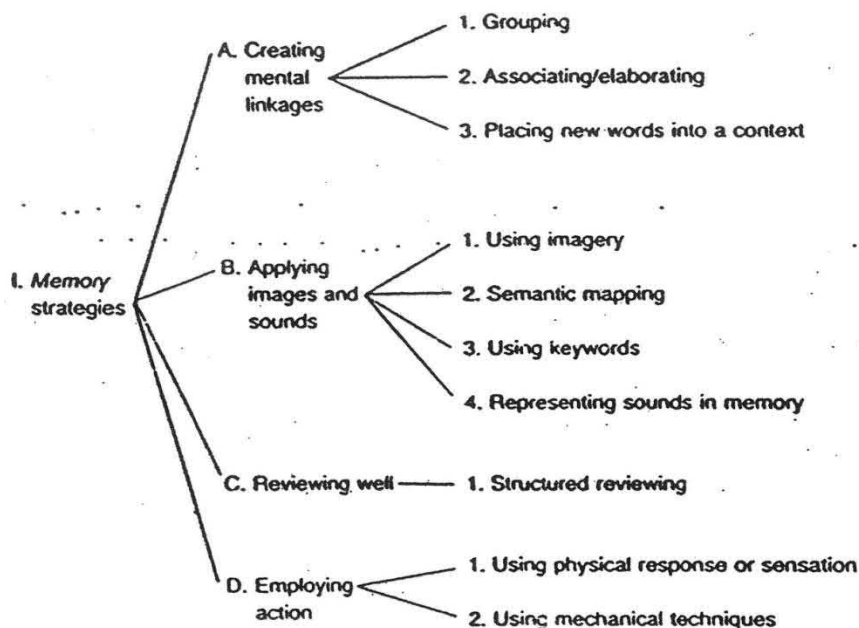 A. Creating
mental
linkages
1. Grouping
2. Associating/elaborating
3. Placing new words into a context
I. Memory
strategies
B. Applying
images and
sounds
1. Using imagery
2. Semantic mapping
3. Using keywords
4. Representing sounds in memory
C. Reviewing well
1. Structured reviewing
D. Employing
action
1. Using physical response or sensation
2. Using mechanical techniques